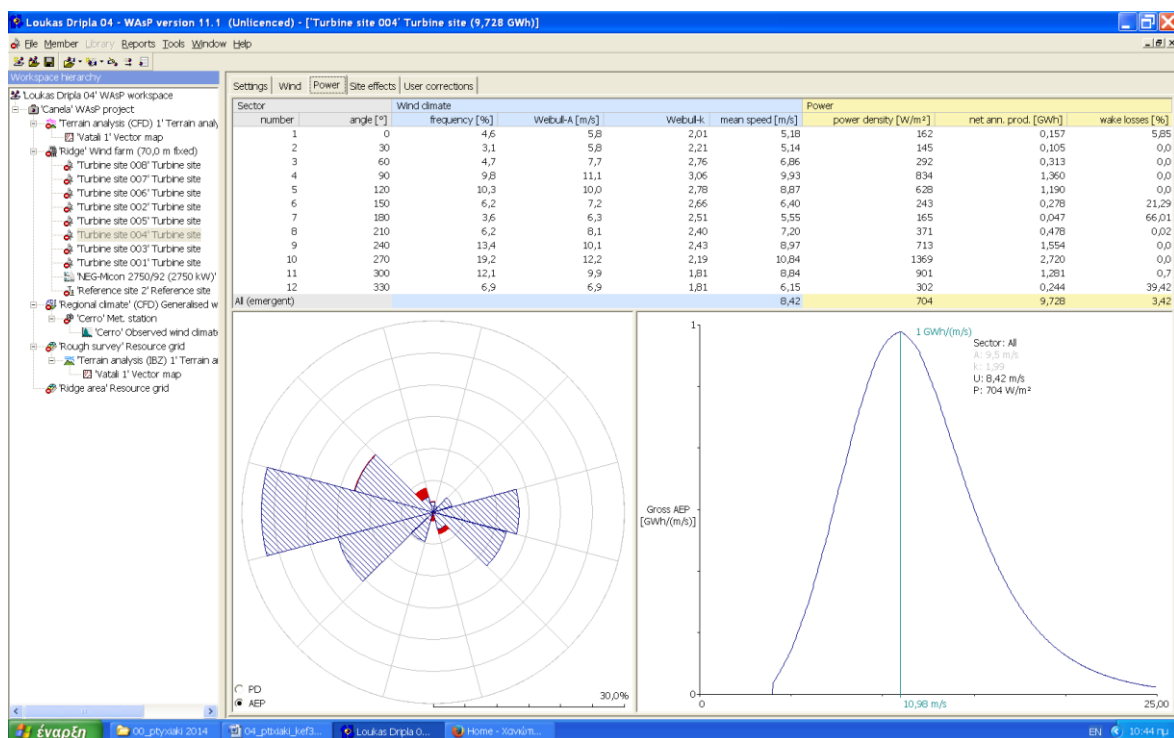 Loukas Dripla 04 - WAsP version 11.1 (Unlicenced) - ['Turbine site 004' Turbine site (9,728 GWh)]
File Member Library Reports Tools Window Help
Workspace hierarchy
'Loukas Dripla 04' WAsP workspace
'Canela' WAsP project
'Terrain analysis (CFD) 1' Terrain analy
'Vatali 1' Vector map
'Ridge' Wind farm (70,0 m fixed)
'Turbine site 008' Turbine site
'Turbine site 007' Turbine site
'Turbine site 006' Turbine site
'Turbine site 002' Turbine site
'Turbine site 005' Turbine site
'Turbine site 004' Turbine site
'Turbine site 003' Turbine site
'Turbine site 001' Turbine site
'NEG-Micon 2750/92 (2750 kW)'
'Reference site 2' Reference site
'Regional climate' (CFD) Generalised w
'Cerro' Met. station
'Cerro' Observed wind climat
'Rough survey' Resource grid
'Terrain analysis (IBZ) 1' Terrain a
'Vatali 1' Vector map
'Ridge area' Resource grid
Settings Wind Power Site effects User corrections
Sector Wind climate Power
number angle [°] frequency [%] Weibull-A [m/s] Weibull-k mean speed [m/s] power density [W/m²] net ann. prod. [GWh] wake losses [%]
1 0 4,6 5,8 2,01 5,18 162 0,157 5,85
2 30 3,1 5,8 2,21 5,14 145 0,105 0,0
3 60 4,7 7,7 2,76 6,86 292 0,313 0,0
4 90 9,8 11,1 3,06 9,93 834 1,360 0,0
5 120 10,3 10,0 2,78 8,87 628 1,190 0,0
6 150 6,2 7,2 2,66 6,40 243 0,278 21,29
7 180 3,6 6,3 2,51 5,55 165 0,047 66,01
8 210 6,2 8,1 2,40 7,20 371 0,478 0,02
9 240 13,4 10,1 2,43 8,97 713 1,554 0,0
10 270 19,2 12,2 2,19 10,84 1369 2,720 0,0
11 300 12,1 9,9 1,81 8,84 901 1,281 0,7
12 330 6,9 6,9 1,81 6,15 302 0,244 39,42
All (emergent) 8,42 704 9,728 3,42
PD
AEP
30,0%
1
1 GWh/(m/s)
Sector: All
A: 9,5 m/s
k: 1,99
U: 8,42 m/s
P: 704 W/m²
Gross AEP
[GWh/(m/s)]
0
0 10,98 m/s 25,00
έναρξη 00_ptyxiaki 2014 04_ptixiaki_kef3... Loukas Dripla 0... Home - Χανιώτ... EN 10:44 πμ